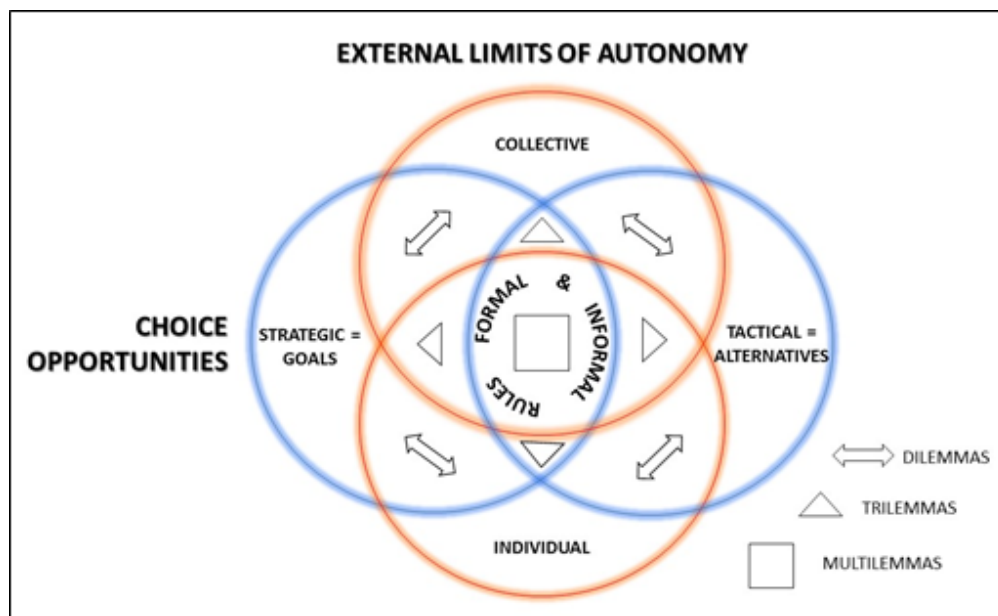 EXTERNAL LIMITS OF AUTONOMY
COLLECTIVE
CHOICE
OPPORTUNITIES
STRATEGIC =
GOALS
FORMAL & INFORMAL
RULES
TACTICAL =
ALTERNATIVES
INDIVIDUAL
DILEMMAS
TRILEMMAS
MULTILEMMAS